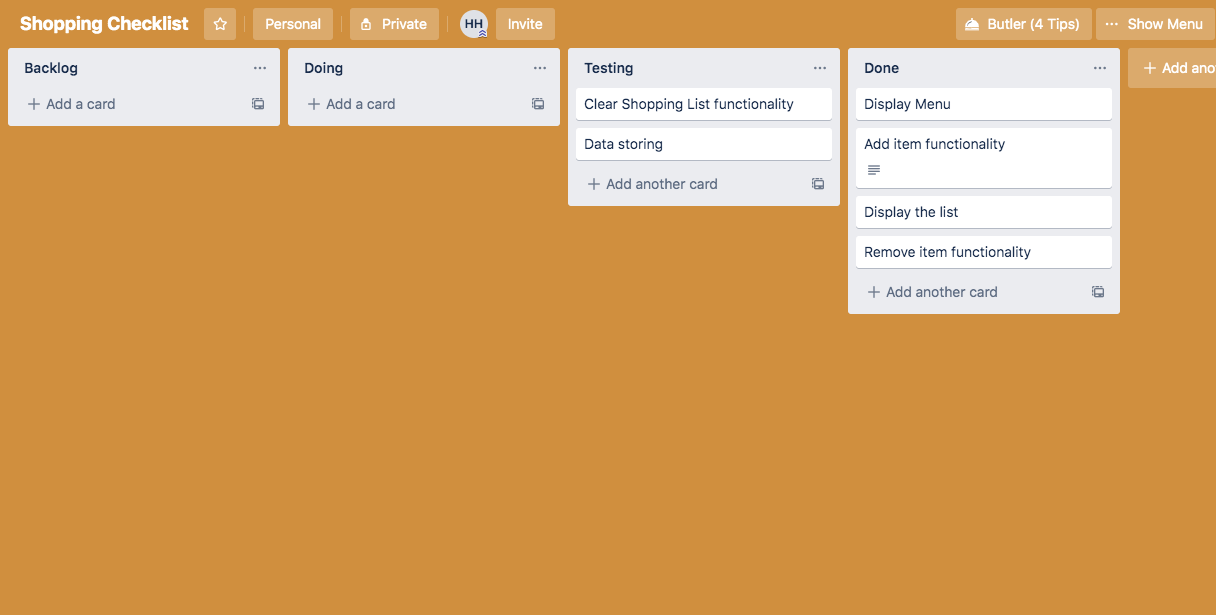 Shopping Checklist
Personal
Private
HH
Invite
Butler (4 Tips)
Show Menu
Backlog
Add a card
Doing
Add a card
Testing
Clear Shopping List functionality
Data storing
Add another card
Done
Display Menu
Add item functionality
Display the list
Remove item functionality
Add another card
Add